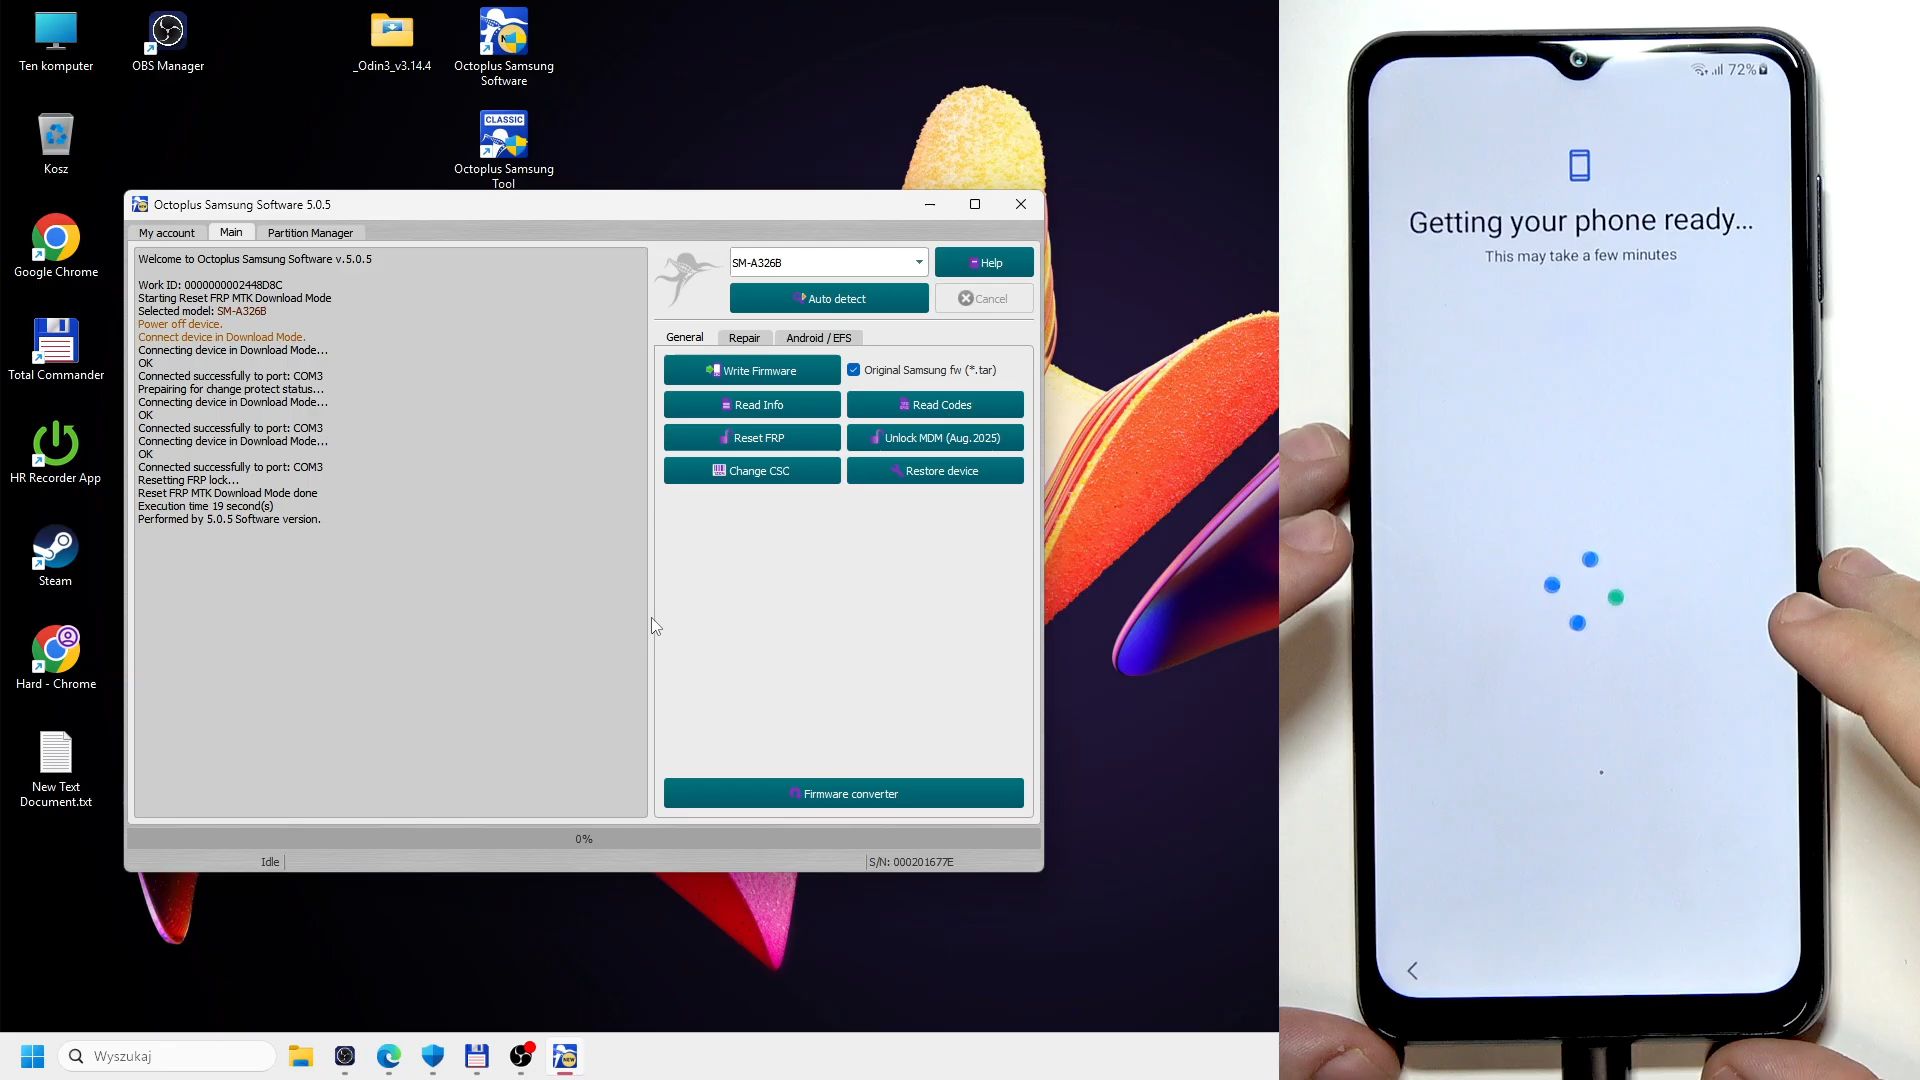 Ten komputer
OBS Manager
_Odin3_v3.14.4
Octoplus Samsung
Software
Kosz
CLASSIC
Octoplus Samsung
Tool
Google Chrome
Total Commander
HR Recorder App
Steam
Hard - Chrome
New Text
Document.txt
Octoplus Samsung Software 5.0.5
My account
Main
Partition Manager
Welcome to Octoplus Samsung Software v.5.0.5
Work ID: 0000000002448D8C
Starting Reset FRP MTK Download Mode
Selected model: SM-A326B
Power off device.
Connect device in Download Mode.
Connecting device in Download Mode...
OK
Connected successfully to port: COM3
Prepairing for change protect status...
Connecting device in Download Mode...
OK
Connected successfully to port: COM3
Connecting device in Download Mode...
OK
Connected successfully to port: COM3
Resetting FRP lock...
Reset FRP MTK Download Mode done
Execution time 19 second(s)
Performed by 5.0.5 Software version.
SM-A326B
Help
Auto detect
Cancel
General
Repair
Android / EFS
Write Firmware
Original Samsung fw (*.tar)
Read Info
Read Codes
Reset FRP
Unlock MDM (Aug.2025)
Change CSC
Restore device
Firmware converter
0%
Idle
S/N: 000201677E
Wyszukaj
NEW
72%
Getting your phone ready...
This may take a few minutes